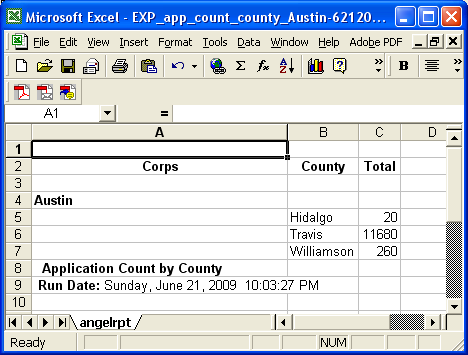 Microsoft Excel - EXP_app_count_county_Austin-62120...
File Edit View Insert Format Tools Data Window Help Adobe PDF
Σ f* A Z B
A1 =
A B C D
1
2 Corps County Total
3
4 Austin
5 Hidalgo 20
6 Travis 11680
7 Williamson 260
8 Application Count by County
9 Run Date: Sunday, June 21, 2009 10:03:27 PM
10
angelrpt
Ready NUM